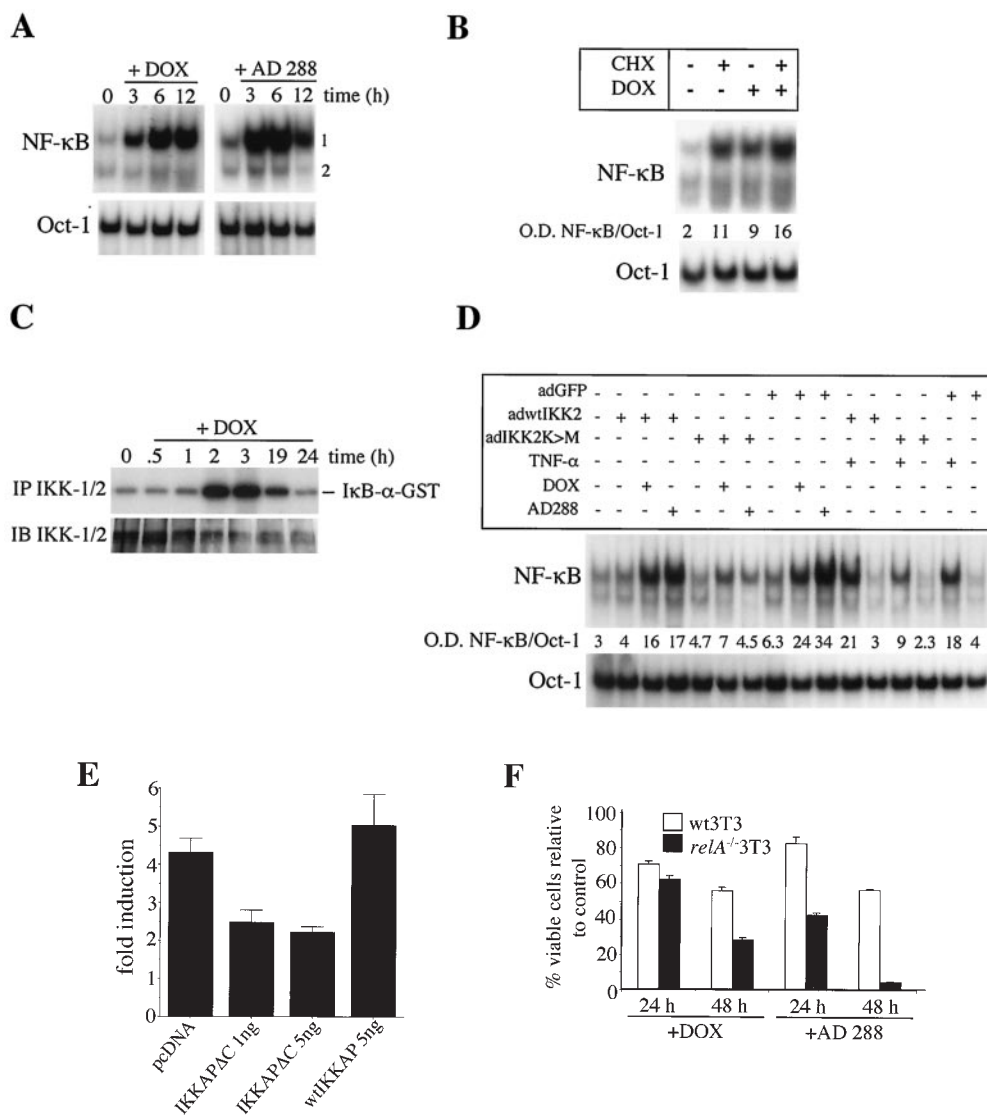 A
+ DOX
+ AD 288
0 3 6 12 0 3 6 12 time (h)
NF-κB
1
2
Oct-1
B
CHX - + - +
DOX - - + +
NF-κB
O.D. NF-κB/Oct-1 2 11 9 16
Oct-1
C
+ DOX
0 .5 1 2 3 19 24 time (h)
IP IKK-1/2
– IκB-α-GST
IB IKK-1/2
D
adGFP - - - - - - - + + + - - - - + +
adwtIKK2 - + + + - - - - - - + + - - - -
adIKK2K>M - - - - + + + - - - - - + + - -
TNF-α - - - - - - - - - - + - + - + -
DOX - - + - - + - - + - - - - - - -
AD288 - - - + - - + - - + - - - - - -
NF-κB
O.D. NF-κB/Oct-1 3 4 16 17 4.7 7 4.5 6.3 24 34 21 3 9 2.3 18 4
Oct-1
E
fold induction
6
5
4
3
2
1
0
pcDNA
IKKAPΔC 1ng
IKKAPΔC 5ng
wtIKKAP 5ng
F
% viable cells relative
to control
100
80
60
40
20
0
wt3T3
relA-/-3T3
24 h 48 h 24 h 48 h
+DOX +AD 288